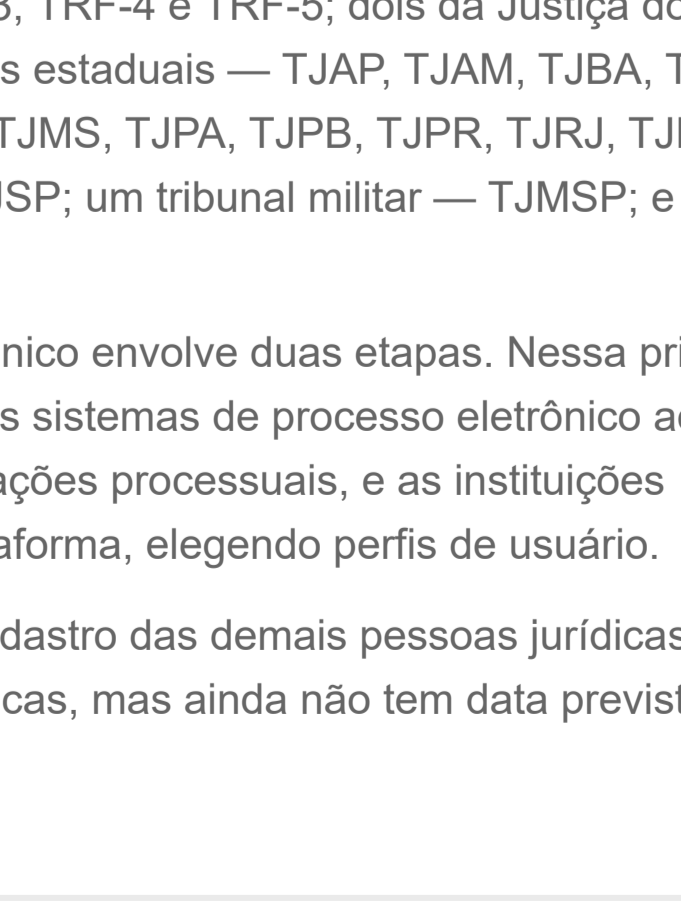 3, TRF-4 e TRF-5; dois da Justiça do
s estaduais — TJAP, TJAM, TJBA, T
TJMS, TJPA, TJPB, TJPR, TJRJ, TJ
JSP; um tribunal militar — TJMSP; e
nico envolve duas etapas. Nessa pri
s sistemas de processo eletrônico a
ações processuais, e as instituições
aforma, elegendo perfis de usuário.
dastro das demais pessoas jurídicas
cas, mas ainda não tem data previst